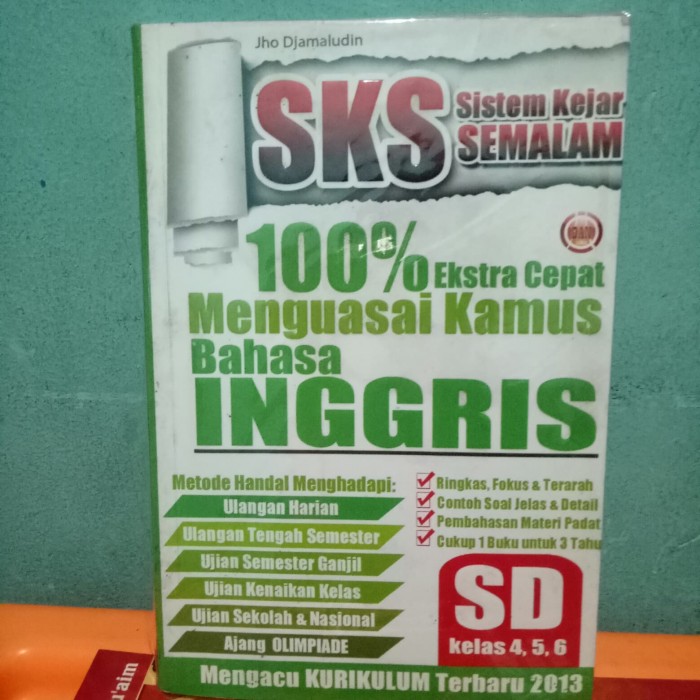 Jho Djamaludin
SKS
Sistem Kejar
SEMALAM
100% Ekstra Cepat
Menguasai Kamus
Bahasa
INGGRIS
Metode Handal Menghadapi:
Ulangan Harian
Ulangan Tengah Semester
Ujian Semester Ganjil
Ujian Kenaikan Kelas
Ujian Sekolah & Nasional
Ajang OLIMPIADE
Ringkas, Fokus & Terarah
Contoh Soal Jelas & Detail
Pembahasan Materi Padat
Cukup 1 Buku untuk 3 Tahu
SD
kelas 4, 5, 6
Mengacu KURIKULUM Terbaru 2013
u'aim